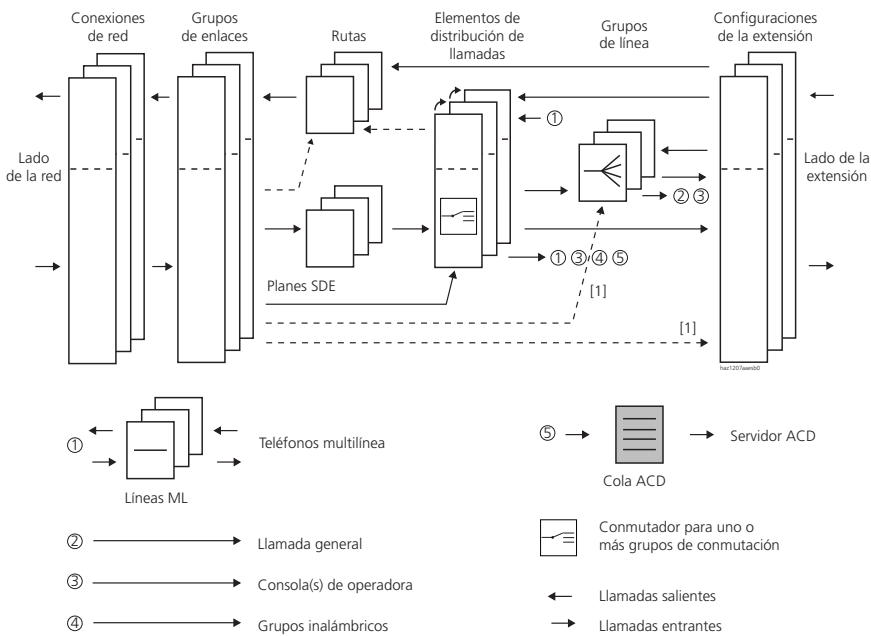 Conexiones
de red
Grupos
de enlaces
Rutas
Elementos de
distribución de
llamadas
Grupos
de línea
Configuraciones
de la extensión
①
Lado
de la red
Lado de la
extensión
② ③
① ③ ④ ⑤
Planes SDE
[1]
[1]
haz1207aaesb0
①
Teléfonos multilínea
Líneas ML
⑤
Servidor ACD
Cola ACD
② Llamada general
③ Consola(s) de operadora
④ Grupos inalámbricos
Conmutador para uno o
más grupos de conmutación
Llamadas salientes
Llamadas entrantes